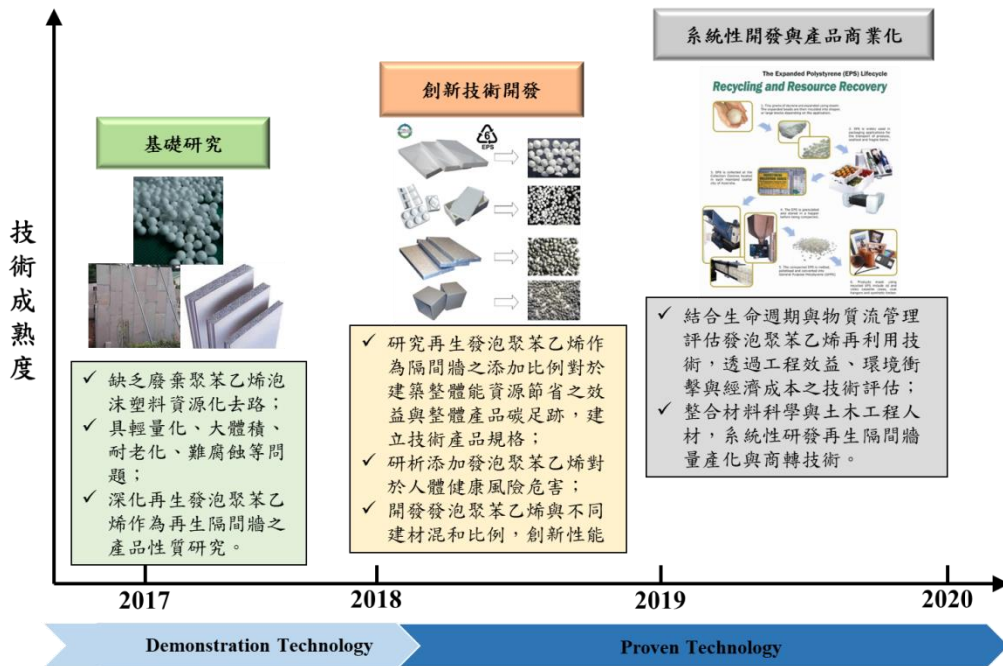 系統性開發與產品商業化
The Expanded Polystyrene (EPS) Lifecycle
Recycling and Resource Recovery
創新技術開發
6
EPS
基礎研究
技術成熟度
✓ 缺乏廢棄聚苯乙烯泡
沫塑料資源化去路；
✓ 具輕量化、大體積、
耐老化、難腐蝕等問
題；
✓ 深化再生發泡聚苯乙
烯作為再生隔間牆之
產品性質研究。
✓ 研究再生發泡聚苯乙烯作
為隔間牆之添加比例對於
建築整體能資源節省之效
益與整體產品碳足跡，建
立技術產品規格；
✓ 研析添加發泡聚苯乙烯對
於人體健康風險危害；
✓ 開發發泡聚苯乙烯與不同
建材混和比例，創新性能
✓ 結合生命週期與物質流管理
評估發泡聚苯乙烯再利用技
術，透過工程效益、環境衝
擊與經濟成本之技術評估；
✓ 整合材料科學與土木工程人
材，系統性研發再生隔間牆
量產化與商轉技術。
2017
2018
2019
2020
Demonstration Technology
Proven Technology